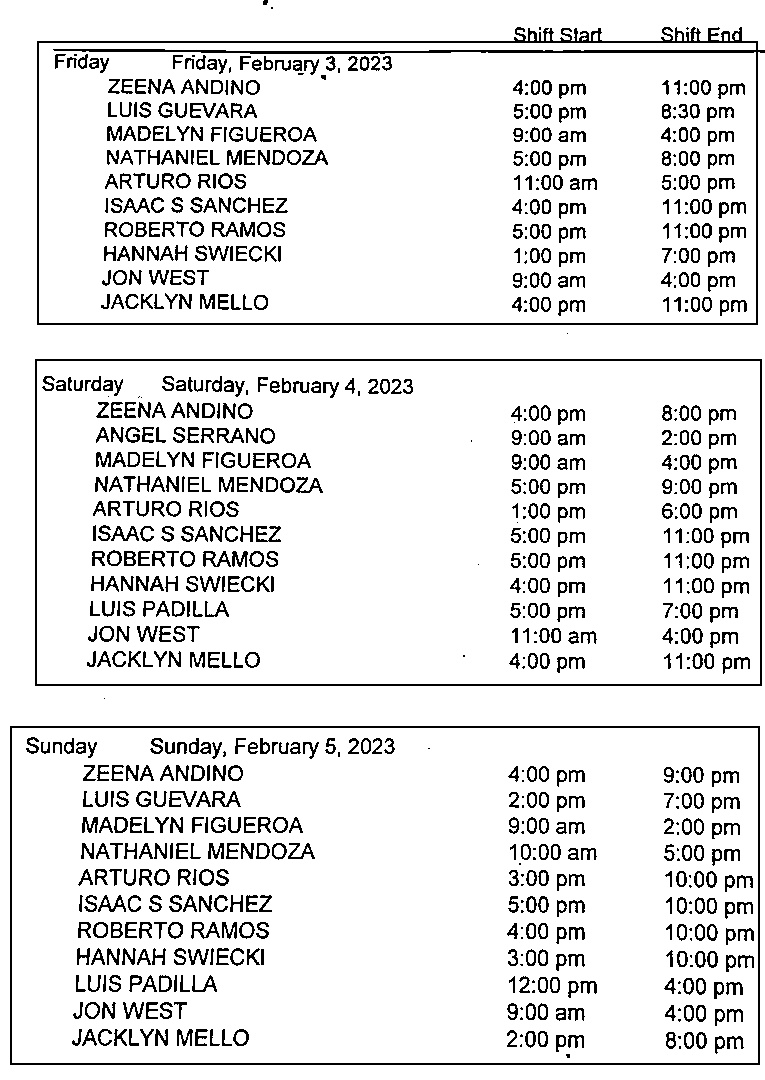 Shift Start Shift End
Friday Friday, February 3, 2023
ZEENA ANDINO 4:00 pm 11:00 pm
LUIS GUEVARA 5:00 pm 8:30 pm
MADELYN FIGUEROA 9:00 am 4:00 pm
NATHANIEL MENDOZA 5:00 pm 8:00 pm
ARTURO RIOS 11:00 am 5:00 pm
ISAAC S SANCHEZ 4:00 pm 11:00 pm
ROBERTO RAMOS 5:00 pm 11:00 pm
HANNAH SWIECKI 1:00 pm 7:00 pm
JON WEST 9:00 am 4:00 pm
JACKLYN MELLO 4:00 pm 11:00 pm
Saturday Saturday, February 4, 2023
ZEENA ANDINO 4:00 pm 8:00 pm
ANGEL SERRANO 9:00 am 2:00 pm
MADELYN FIGUEROA 9:00 am 4:00 pm
NATHANIEL MENDOZA 5:00 pm 9:00 pm
ARTURO RIOS 1:00 pm 6:00 pm
ISAAC S SANCHEZ 5:00 pm 11:00 pm
ROBERTO RAMOS 5:00 pm 11:00 pm
HANNAH SWIECKI 4:00 pm 11:00 pm
LUIS PADILLA 5:00 pm 7:00 pm
JON WEST 11:00 am 4:00 pm
JACKLYN MELLO 4:00 pm 11:00 pm
Sunday Sunday, February 5, 2023
ZEENA ANDINO 4:00 pm 9:00 pm
LUIS GUEVARA 2:00 pm 7:00 pm
MADELYN FIGUEROA 9:00 am 2:00 pm
NATHANIEL MENDOZA 10:00 am 5:00 pm
ARTURO RIOS 3:00 pm 10:00 pm
ISAAC S SANCHEZ 5:00 pm 10:00 pm
ROBERTO RAMOS 4:00 pm 10:00 pm
HANNAH SWIECKI 3:00 pm 10:00 pm
LUIS PADILLA 12:00 pm 4:00 pm
JON WEST 9:00 am 4:00 pm
JACKLYN MELLO 2:00 pm 8:00 pm